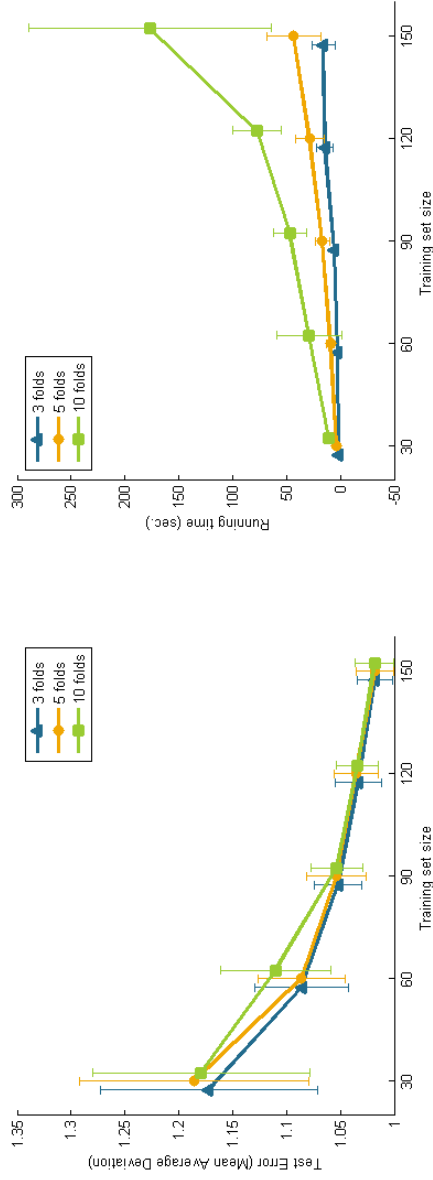 1.35
1.3
1.25
1.2
1.15
1.1
1.05
1
Test Error (Mean Average Deviation)
30
60
90
120
150
Training set size
3 folds
5 folds
10 folds
300
250
200
150
100
50
0
-50
Running time (sec.)
30
60
90
120
150
Training set size
3 folds
5 folds
10 folds